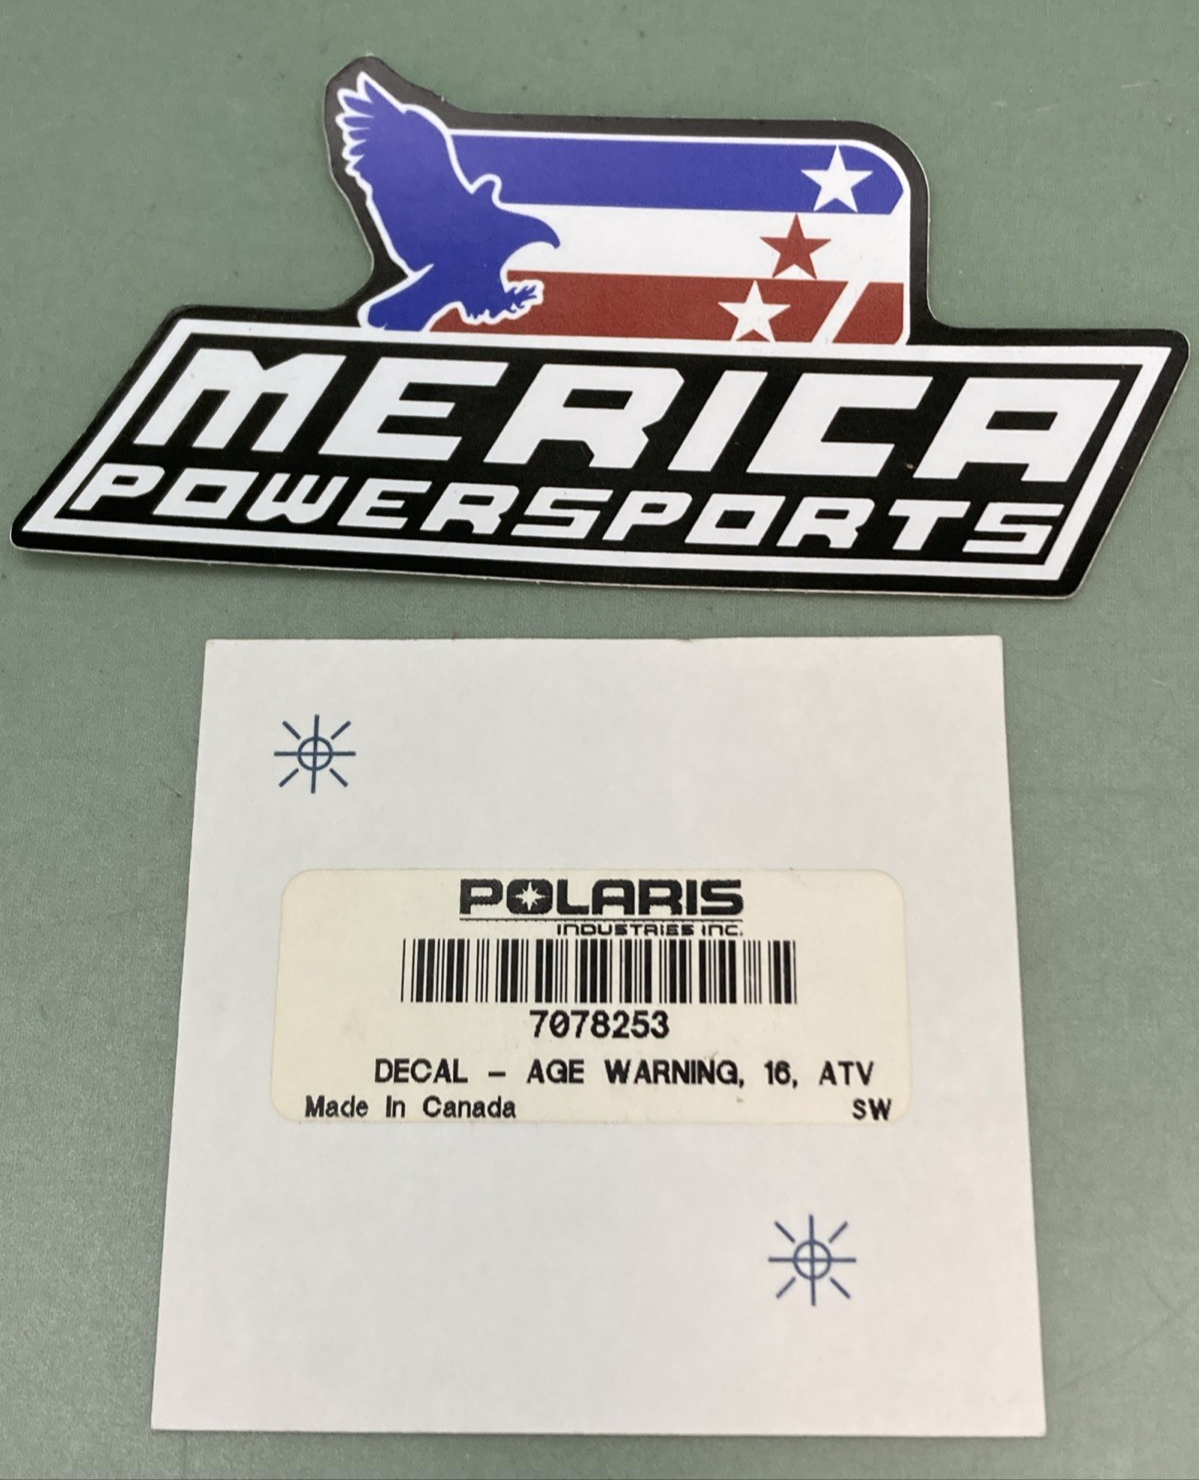 MERICA
POWERSPORTS
POLARIS
INDUSTRIES INC.
7078253
DECAL - AGE WARNING, 16, ATV
Made In Canada SW